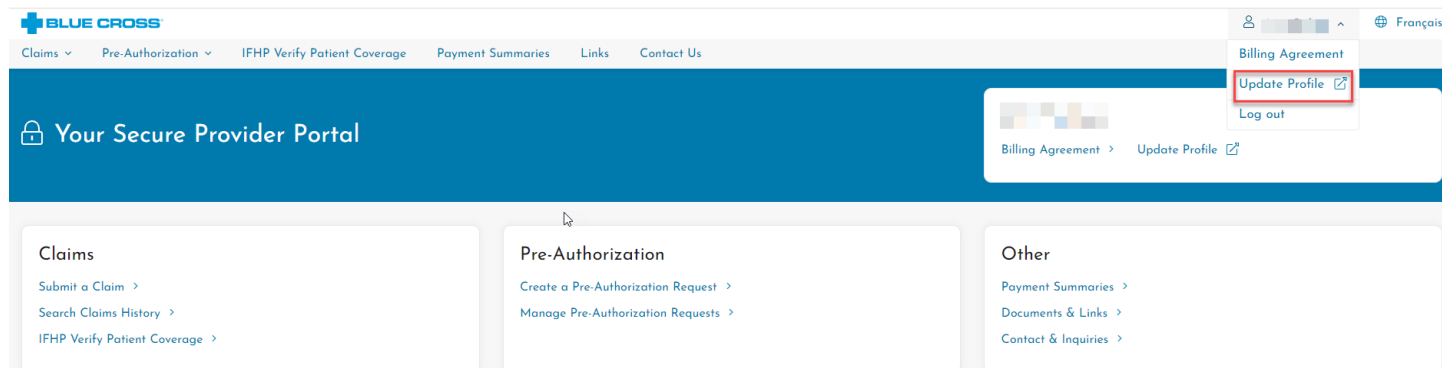 BLUE CROSS
Français
Claims Pre-Authorization IFHP Verify Patient Coverage Payment Summaries Links Contact Us
Billing Agreement
Update Profile
Log out
Your Secure Provider Portal
Billing Agreement > Update Profile
Claims
Submit a Claim >
Search Claims History >
IFHP Verify Patient Coverage >
Pre-Authorization
Create a Pre-Authorization Request >
Manage Pre-Authorization Requests >
Other
Payment Summaries >
Documents & Links >
Contact & Inquiries >